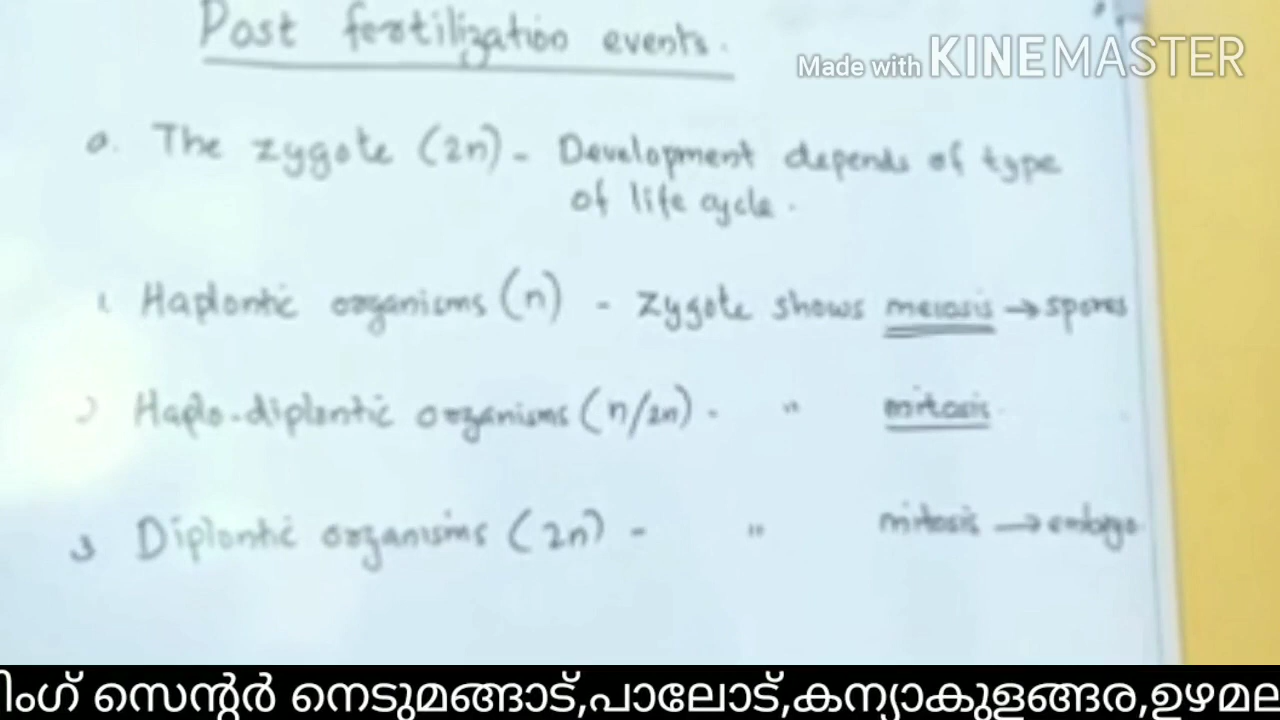 Post fertilization events.
Made with KINEMASTER
a. The zygote (2n) - Development depends of type
of life cycle.
1. Haplontic organisms (n) - Zygote shows meiosis → spores
2) Haplo-diplontic organisms (n/2n) - " mitosis
3 Diplontic organisms (2n) - " mitosis → embryo
ിംഗ് സെന്റർ നെടുമങ്ങാട്,പാലോട്,കന്യാകുളങ്ങര,ഉഴമല